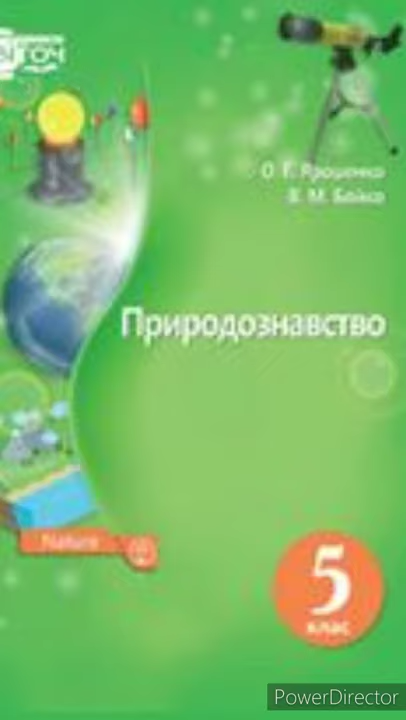 О. Г. Ярошенко
В. М. Бойко
Природознавство
Nature
5
клас
PowerDirector